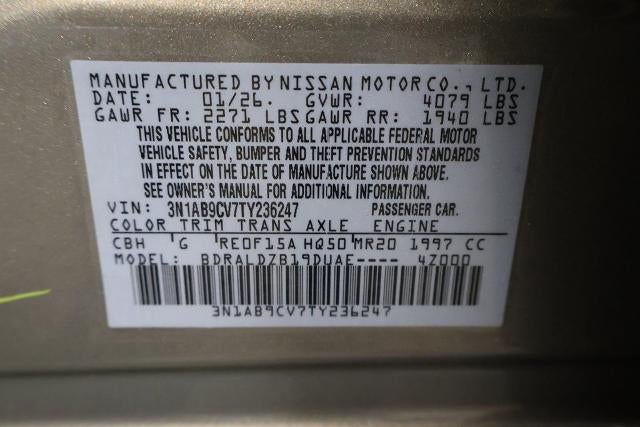 MANUFACTURED BY NISSAN MOTOR CO., LTD.
DATE: 01/26. GVWR: 4079 LBS
GAWR FR: 2271 LBS GAWR RR: 1940 LBS
THIS VEHICLE CONFORMS TO ALL APPLICABLE FEDERAL MOTOR
VEHICLE SAFETY, BUMPER AND THEFT PREVENTION STANDARDS
IN EFFECT ON THE DATE OF MANUFACTURE SHOWN ABOVE.
SEE OWNER'S MANUAL FOR ADDITIONAL INFORMATION.
VIN: 3N1AB9CV7TY236247 PASSENGER CAR.
COLOR TRIM TRANS AXLE ENGINE
CBH G RE0F15A HQ50 MR20 1997 CC
MODEL: BDRALDZB19DUAE---- 4Z000
3N1AB9CV7TY236247